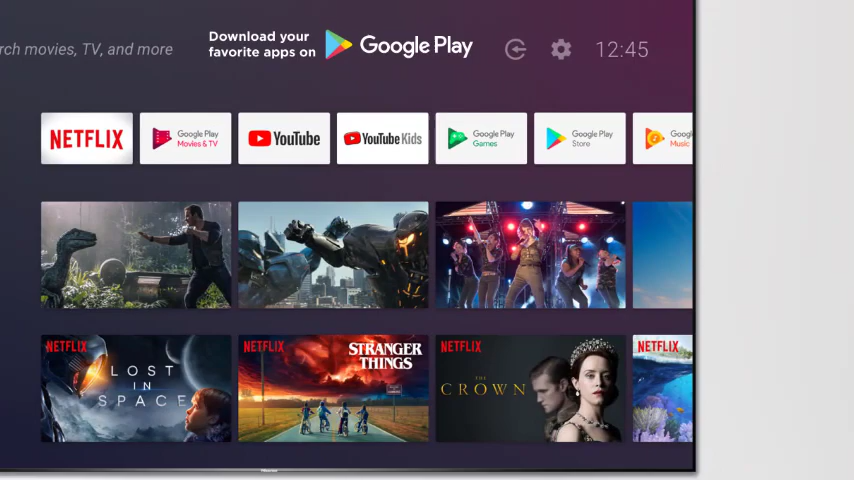 rch movies, TV, and more
Download your
favorite apps on
Google Play
12:45
NETFLIX
Google Play
Movies & TV
YouTube
YouTube Kids
Google Play
Games
Google Play
Store
Googl
Music
NETFLIX
LOST
IN
SPACE
NETFLIX
STRANGER
THINGS
NETFLIX
THE
CROWN
NETFLIX